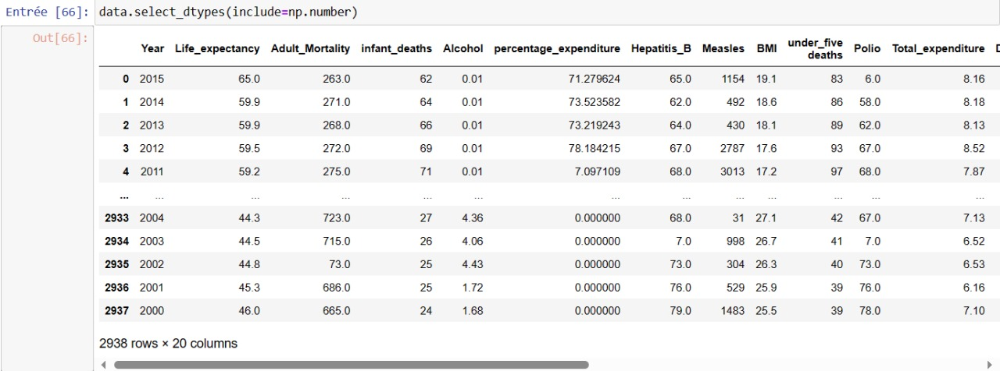 Entrée [66]: data.select_dtypes(include=np.number)
Out[66]:
Year Life_expectancy Adult_Mortality infant_deaths Alcohol percentage_expenditure Hepatitis_B Measles BMI under_five deaths Polio Total_expenditure D
0 2015 65.0 263.0 62 0.01 71.279624 65.0 1154 19.1 83 6.0 8.16
1 2014 59.9 271.0 64 0.01 73.523582 62.0 492 18.6 86 58.0 8.18
2 2013 59.9 268.0 66 0.01 73.219243 64.0 430 18.1 89 62.0 8.13
3 2012 59.5 272.0 69 0.01 78.184215 67.0 2787 17.6 93 67.0 8.52
4 2011 59.2 275.0 71 0.01 7.097109 68.0 3013 17.2 97 68.0 7.87
... ... ... ... ... ... ... ... ... ... ... ... ...
2933 2004 44.3 723.0 27 4.36 0.000000 68.0 31 27.1 42 67.0 7.13
2934 2003 44.5 715.0 26 4.06 0.000000 7.0 998 26.7 41 7.0 6.52
2935 2002 44.8 73.0 25 4.43 0.000000 73.0 304 26.3 40 73.0 6.53
2936 2001 45.3 686.0 25 1.72 0.000000 76.0 529 25.9 39 76.0 6.16
2937 2000 46.0 665.0 24 1.68 0.000000 79.0 1483 25.5 39 78.0 7.10
2938 rows × 20 columns